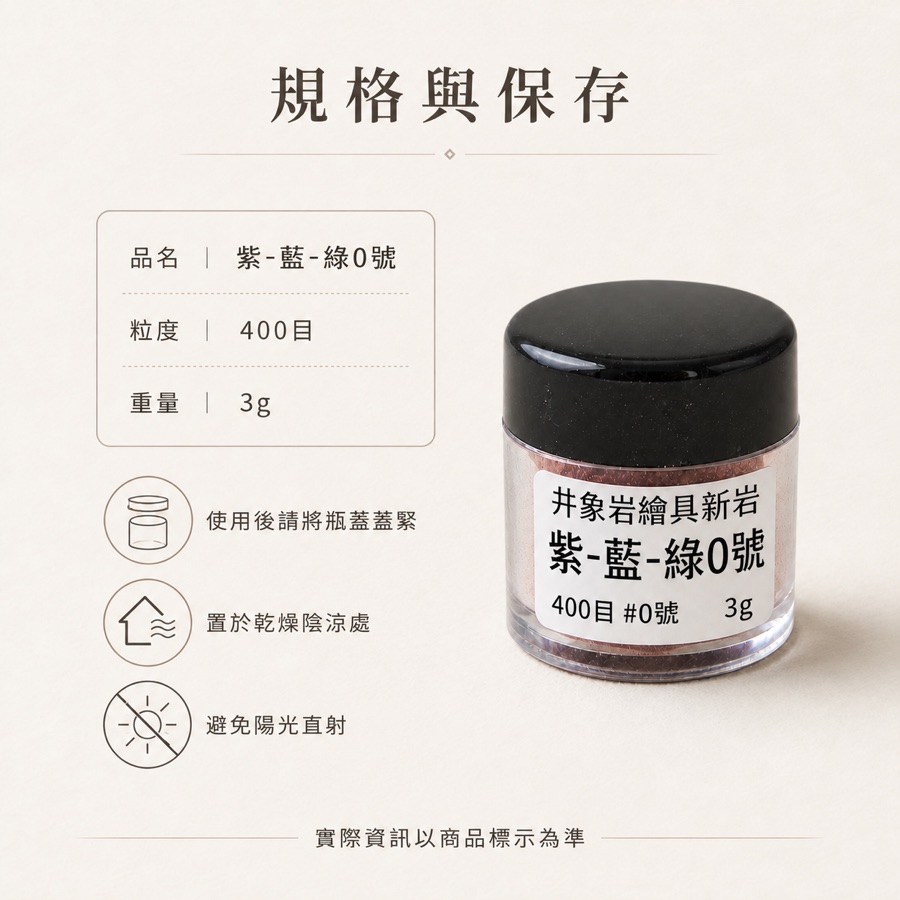 規格與保存
品名 | 紫-藍-綠0號
粒度 | 400目
重量 | 3g
使用後請將瓶蓋蓋緊
置於乾燥陰涼處
避免陽光直射
井象岩繪具新岩
紫-藍-綠0號
400目 #0號 3g
實際資訊以商品標示為準